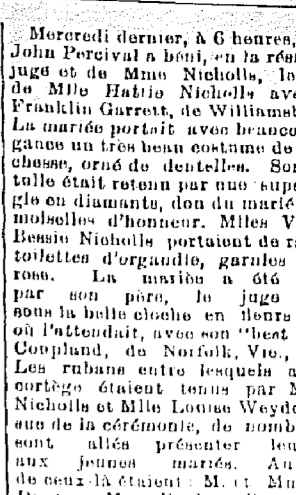 Mercredi dernier, à 6 heures,
John Percival a béni, en la rési
juge et de Mme Nicholls, le
de Mlle Hattie Nicholls ave
Franklin Garrett, de Williamsb
La mariée portait avec beauco
gance un très beau costume de
chesse, orné de dentelles. Son
tulle était retenu par une supe
gle en diamants, don du marié
moiselles d'honneur. Mlles V
Bessie Nicholls portaient de r
toilettes d'organdie, garnies
rose. La mariée a été
par son père, le juge
sous la belle cloche en fleurs
où l'attendait, avec son "best
Coupland, de Norfolk, Vie.,
Les rubans entre lesquels a
cortège étaient tenus par M
Nicholls et Mlle Louise Weyde
sue de la cérémonie, de nomb
sont allés présenter leu
aux jeunes mariés. Au
de ceux-là étaient : M. et Mm